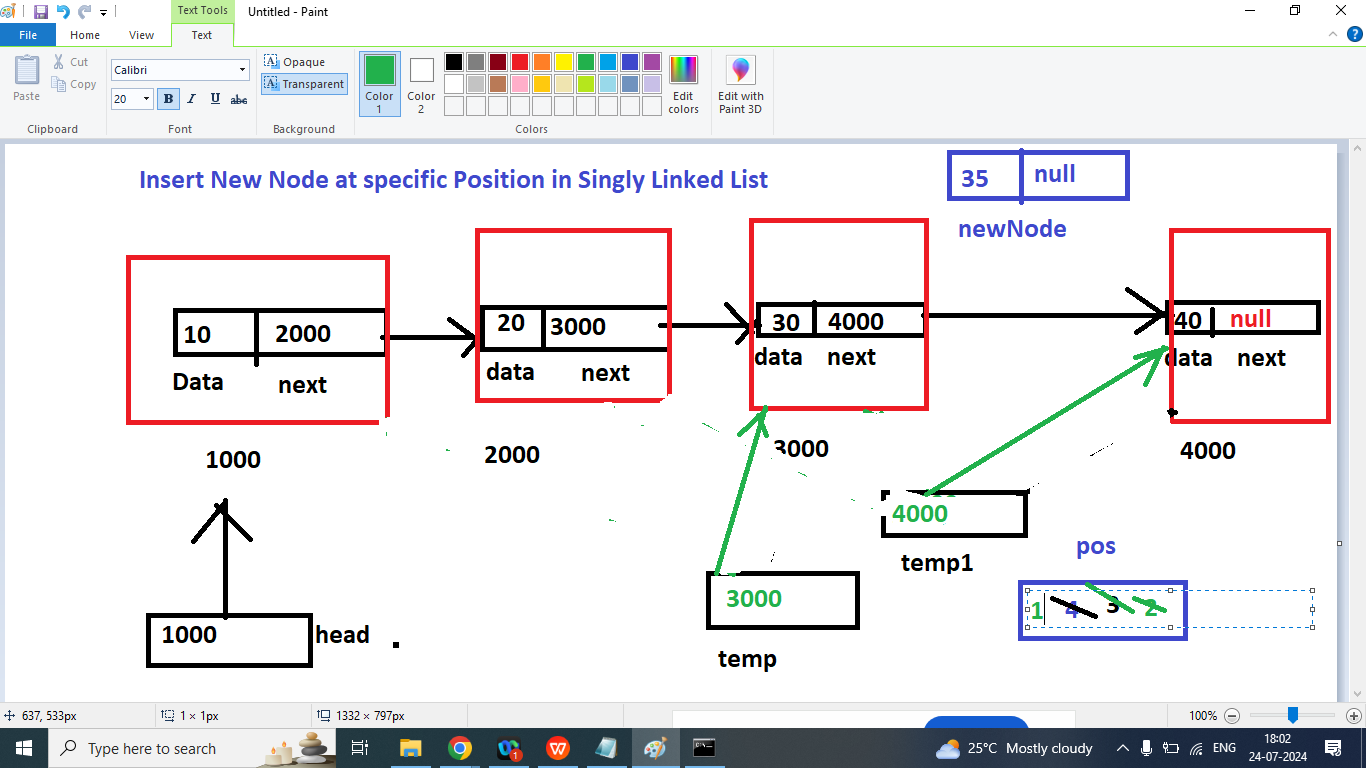 Text Tools
Untitled - Paint
File
Home
View
Text
Paste
Cut
Copy
Clipboard
Calibri
20
B I U abc
Font
Opaque
Transparent
Background
Color 1
Color 2
Edit colors
Colors
Edit with Paint 3D
Insert New Node at specific Position in Singly Linked List
35 null
newNode
10 2000
Data next
1000
20 3000
data next
2000
30 4000
data next
3000
40 null
data next
4000
4000
temp1
pos
1 4 3 2
3000
temp
1000 head
637, 533px
1 × 1px
1332 × 797px
100%
Type here to search
1
25°C Mostly cloudy
ENG
18:02
24-07-2024